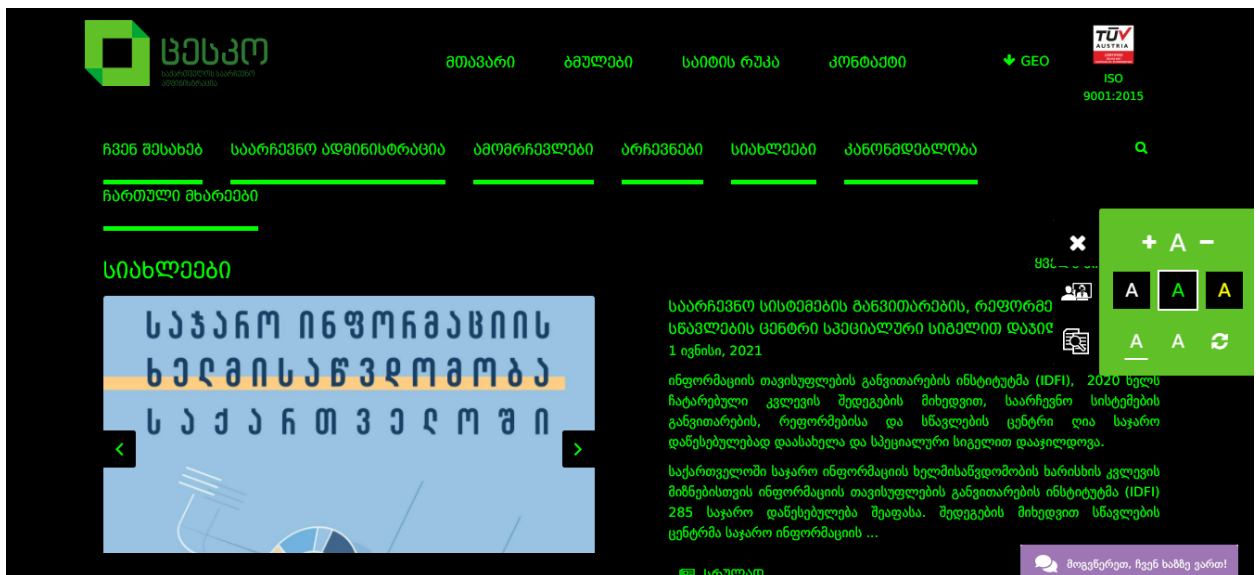 ცესკო
საქართველოს საარჩევნო
ადმინისტრაცია
მთავარი ბმულები საიტის რუკა კონტაქტი GEO
TÜV
AUSTRIA
ISO
9001:2015
ჩვენ შესახებ საარჩევნო ადმინისტრაცია ამომრჩევლები არჩევნები სიახლეები კანონმდებლობა
ჩართული მხარეები
+ A −
A A A
A A
სიახლეები
საჯარო ინფორმაციის
ხელმისაწვდომობა
საქართველოში
საარჩევნო სისტემების განვითარების, რეფორმე
სწავლების ცენტრი სპეციალური სიგელით
1 ივნისი, 2021
ინფორმაციის თავისუფლების განვითარების ინსტიტუტმა (IDFI), 2020 წელს
ჩატარებული კვლევის შედეგების მიხედვით, საარჩევნო სისტემების
განვითარების, რეფორმებისა და სწავლების ცენტრი ღია საჯარო
დაწესებულებად დაასახელა და სპეციალური სიგელით დააჯილდოვა.
საქართველოში საჯარო ინფორმაციის ხელმისაწვდომობის ხარისხის კვლევის
მიზნებისთვის ინფორმაციის თავისუფლების განვითარების ინსტიტუტმა (IDFI)
285 საჯარო დაწესებულება შეაფასა. შედეგების მიხედვით სწავლების
ცენტრმა საჯარო ინფორმაციის ...
სრულად
მოგვწერეთ, ჩვენ ხაზზე ვართ!